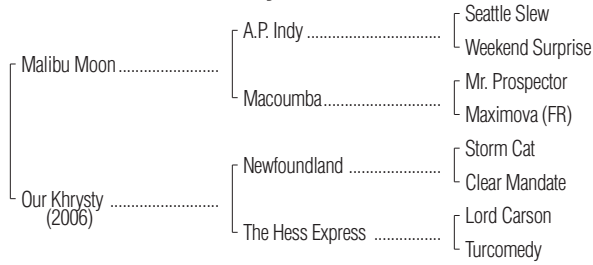 Seattle Slew
A.P. Indy ........................
Weekend Surprise
Malibu Moon ........................
Mr. Prospector
Macoumba ........................
Maximova (FR)
Storm Cat
Newfoundland ........................
Clear Mandate
Our Khrysty ........................
(2006)
Lord Carson
The Hess Express ........................
Turcomedy